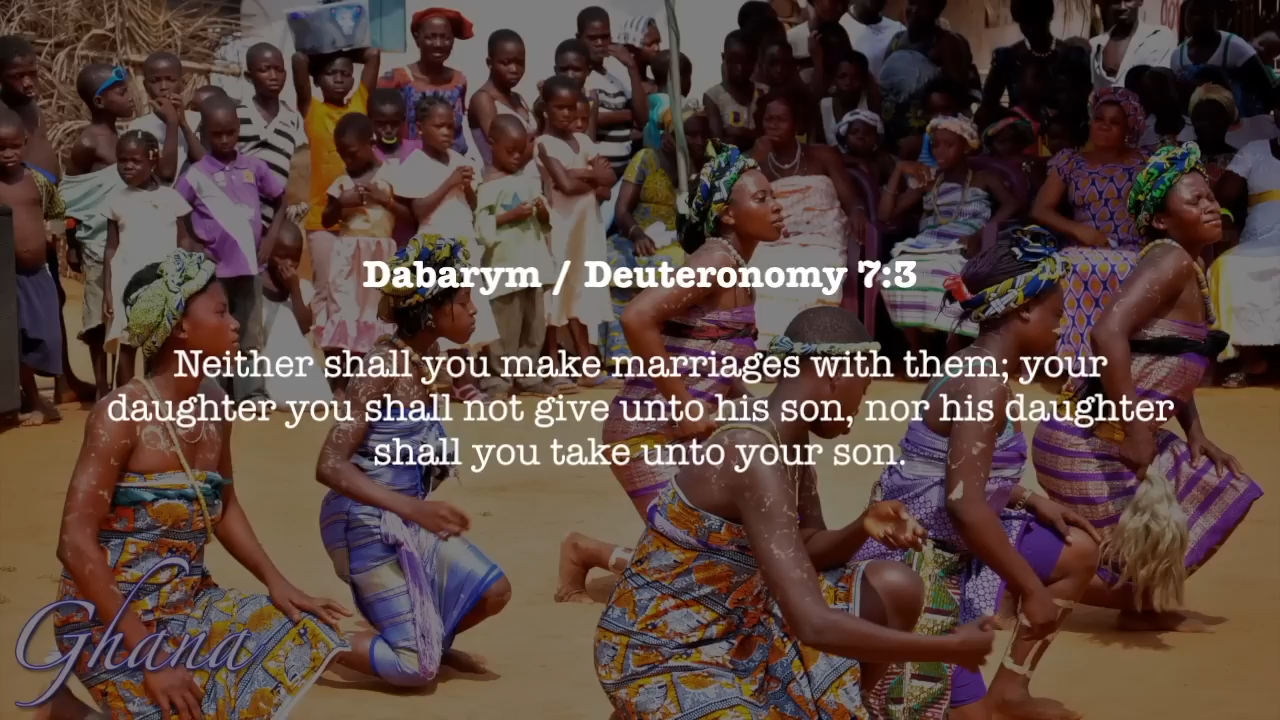 Dabarym / Deuteronomy 7:3
Neither shall you make marriages with them; your
daughter you shall not give unto his son, nor his daughter
shall you take unto your son.
Ghana